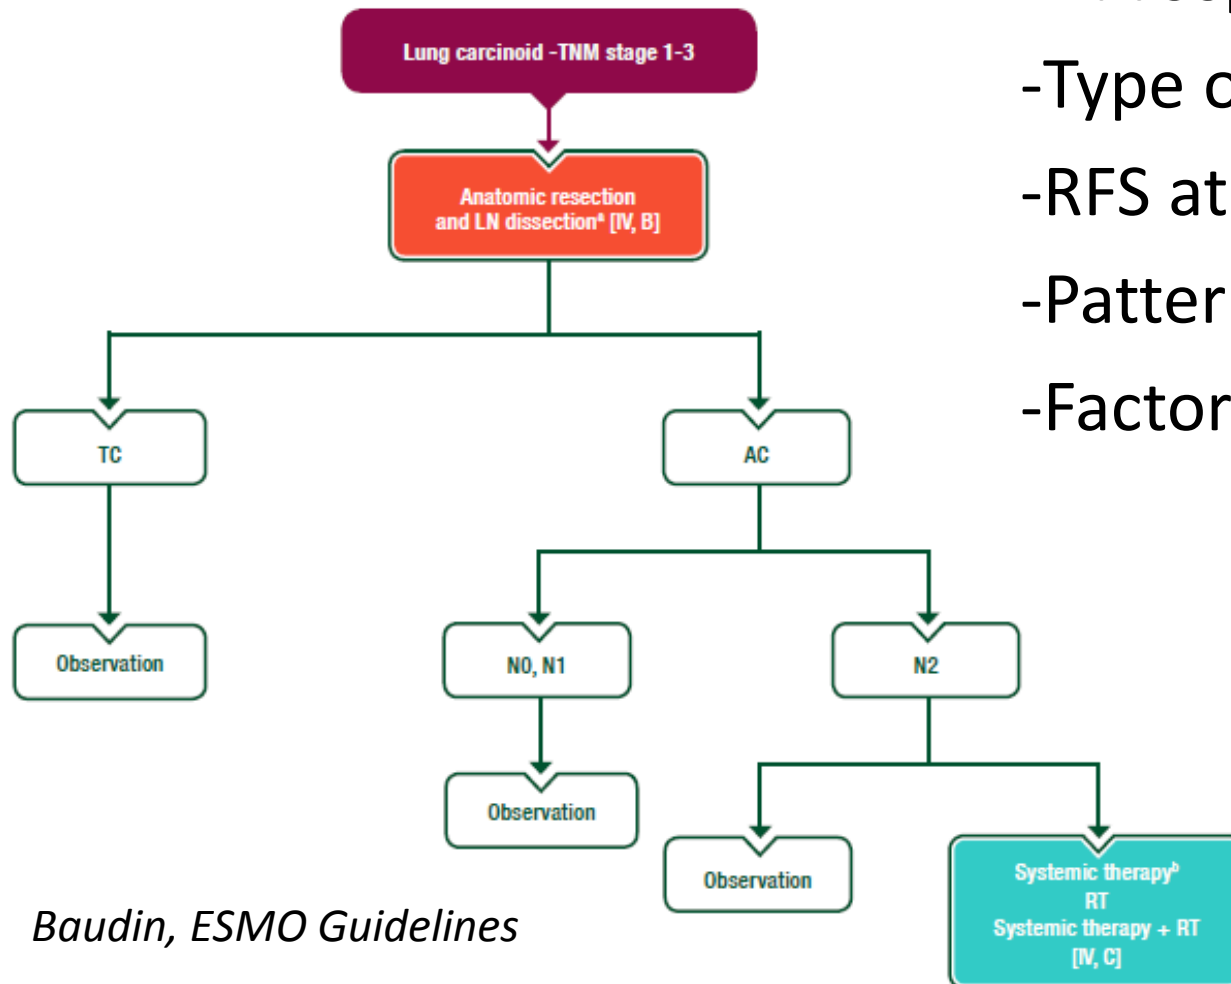 Lung carcinoid -TNM stage 1-3
Anatomic resection
and LN dissectionᵃ [IV, B]
TC
AC
Observation
N0, N1
N2
Observation
Observation
Systemic therapyᵇ
RT
Systemic therapy + RT
[IV, C]
Baudin, ESMO Guidelines
-Type
-RFS at
-Patter
-Factor